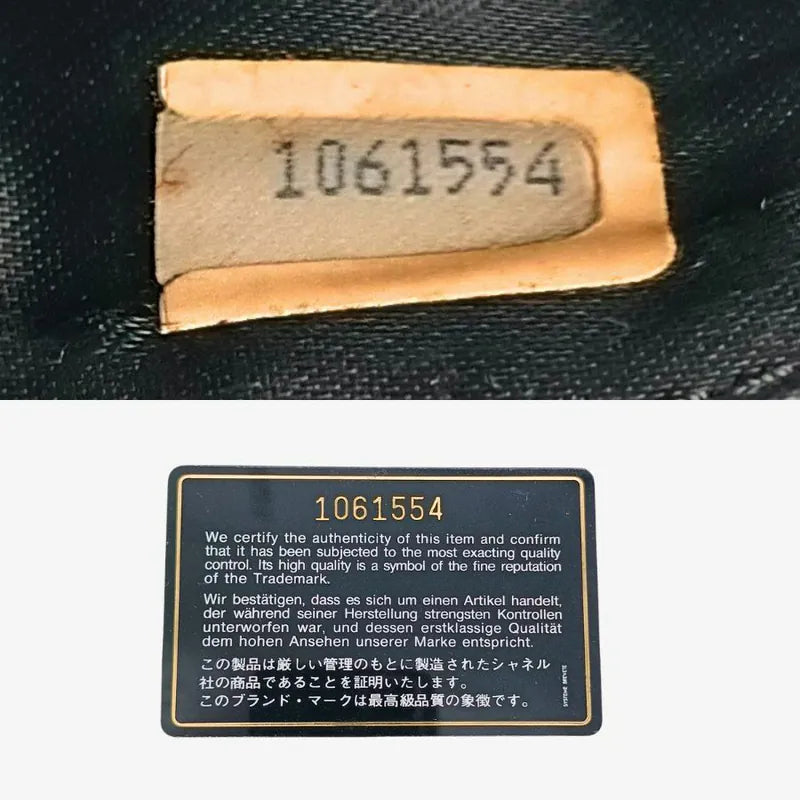 1061554
1061554
We certify the authenticity of this item and confirm
that it has been subjected to the most exacting quality
control. Its high quality is a symbol of the fine reputation
of the Trademark.
Wir bestätigen, dass es sich um einen Artikel handelt,
der während seiner Herstellung strengsten Kontrollen
unterworfen war, und dessen erstklassige Qualität
dem hohen Ansehen unserer Marke entspricht.
この製品は厳しい管理のもとに製造されたシャネル
社の商品であることを証明いたします。
このブランド・マークは最高級品質の象徴です。